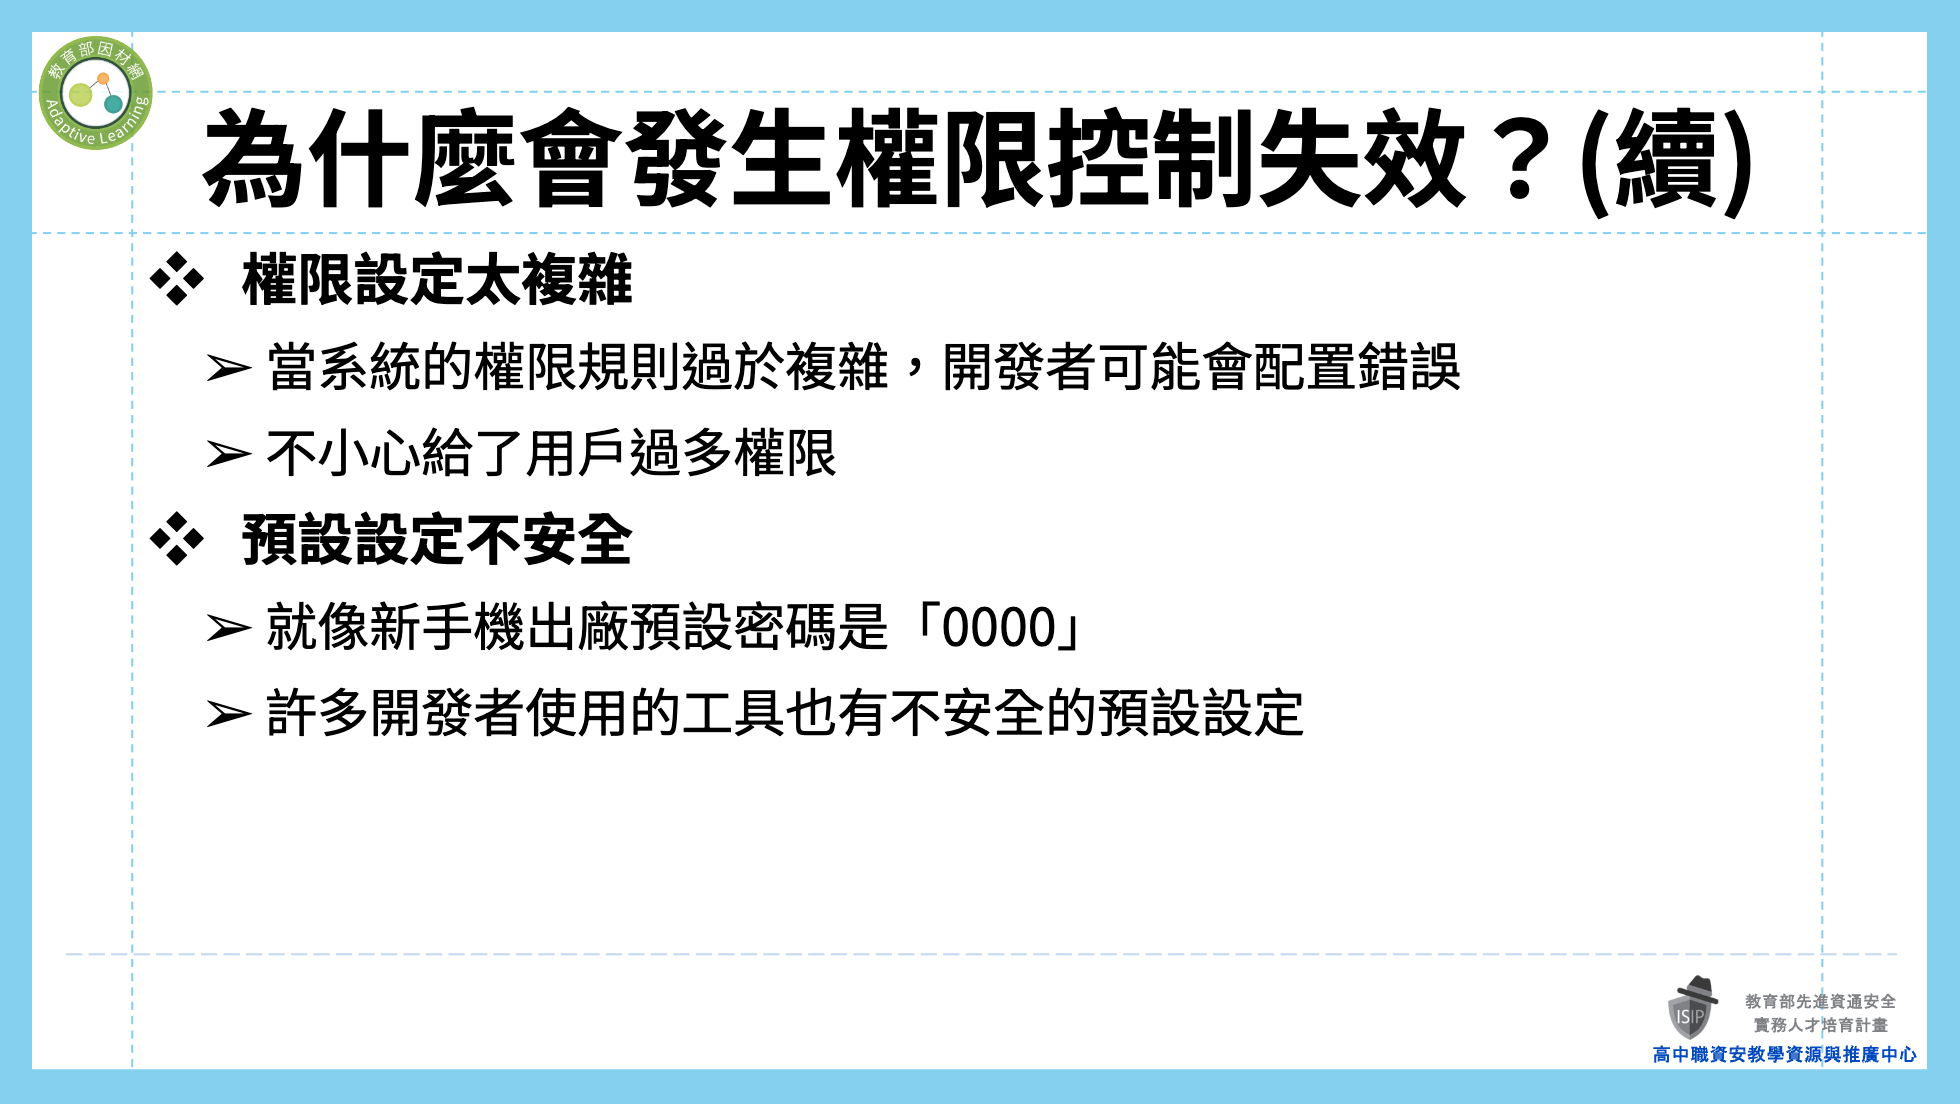 教育部因材網
Adaptive Learning
為什麼會發生權限控制失效？(續)
❖ 權限設定太複雜
➢ 當系統的權限規則過於複雜，開發者可能會配置錯誤
➢ 不小心給了用戶過多權限
❖ 預設設定不安全
➢ 就像新手機出廠預設密碼是「0000」
➢ 許多開發者使用的工具也有不安全的預設設定
ISIP
教育部先進資通安全
實務人才培育計畫
高中職資安教學資源與推廣中心